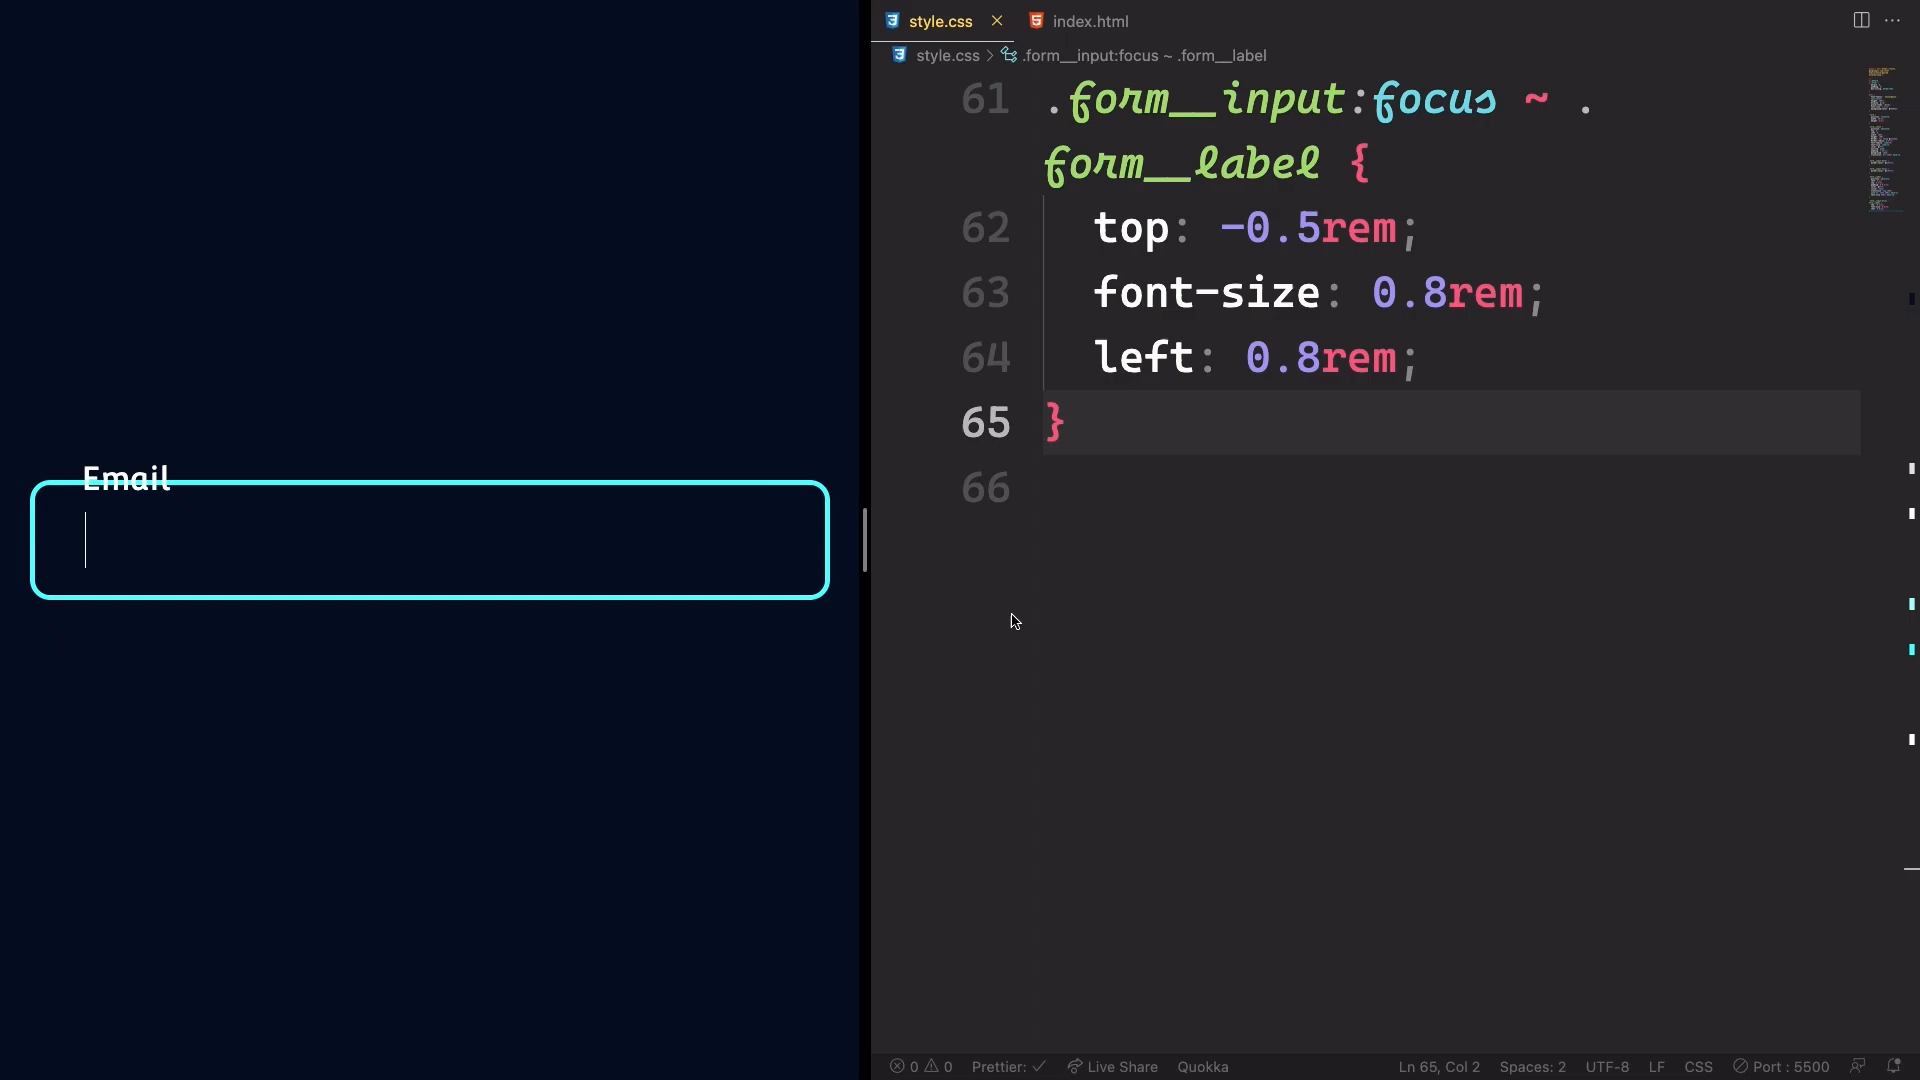 style.css
index.html
style.css > .form__input:focus ~ .form__label
61 .form__input:focus ~ .
form__label {
62 top: -0.5rem;
63 font-size: 0.8rem;
64 left: 0.8rem;
65 }
66
Email
0 0 Prettier: ✓ Live Share Quokka Ln 65, Col 2 Spaces: 2 UTF-8 LF CSS Port : 5500